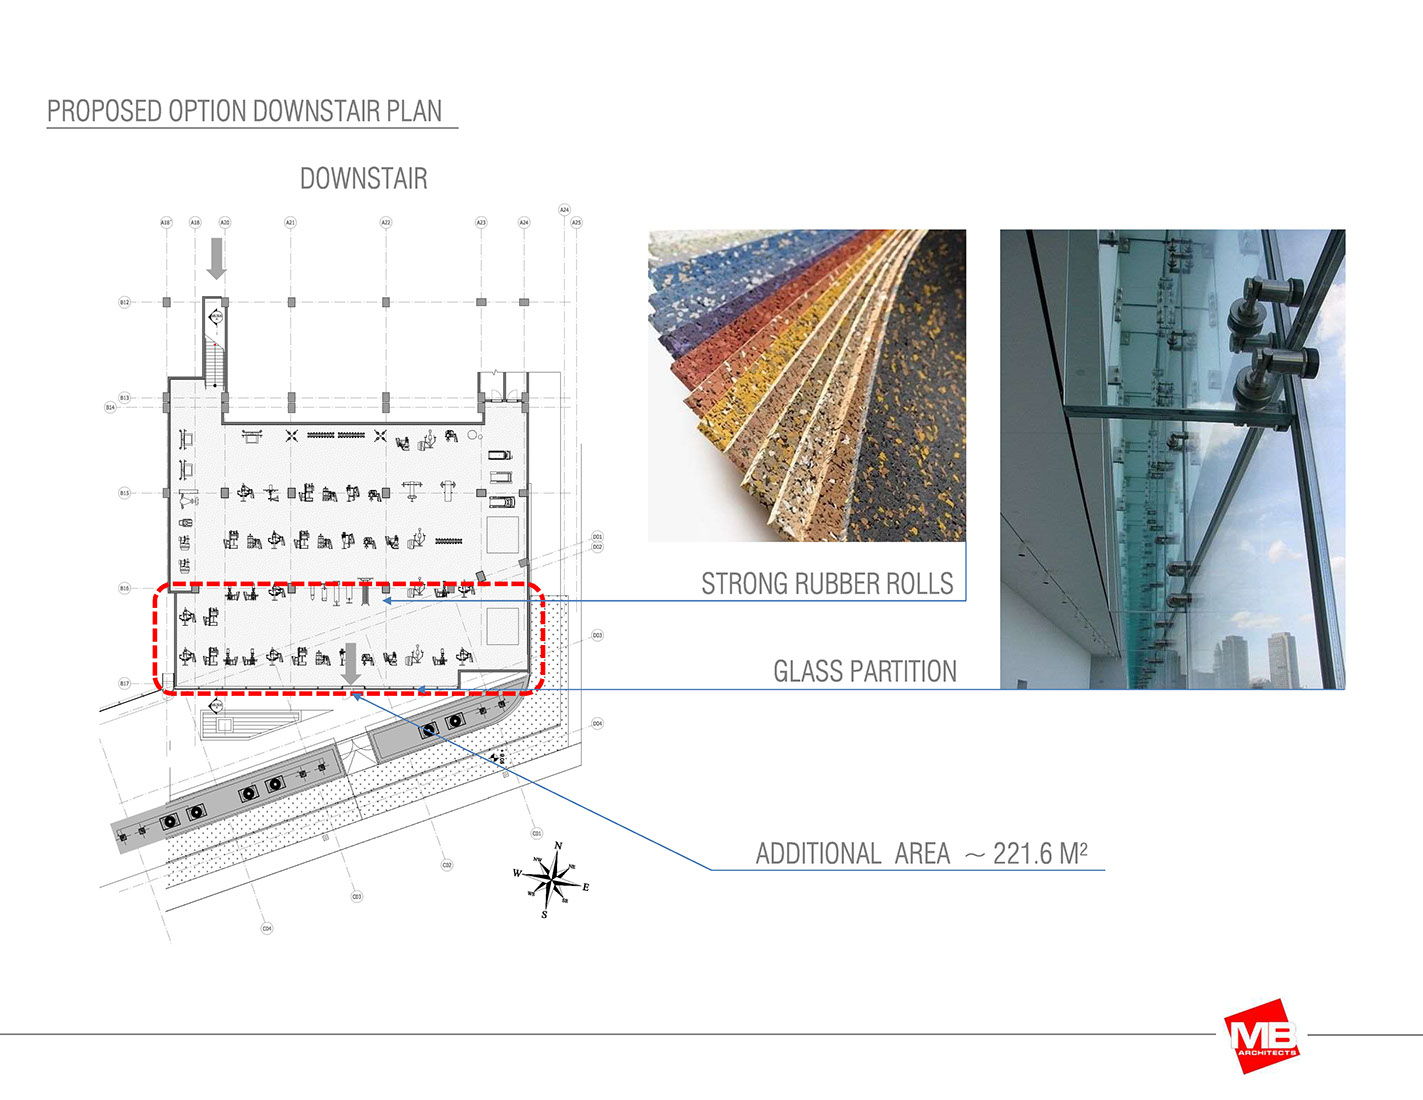 PROPOSED OPTION DOWNSTAIR PLAN
DOWNSTAIR
A18' A18 A20 A21 A22 A23 A24 A24 A25
B12
B13
B14
B15
B16
B17
D01
D02
D03
D04
C01
C02
C03
C04
STRONG RUBBER ROLLS
GLASS PARTITION
ADDITIONAL AREA ~ 221.6 M²
N
NW NE
W E
WS SE
S
MB
ARCHITECTS